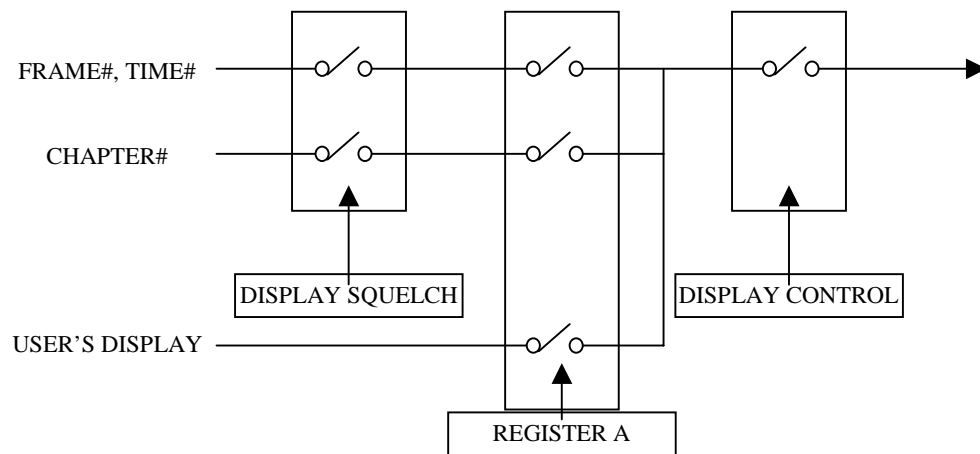 FRAME#, TIME#
CHAPTER#
DISPLAY SQUELCH
DISPLAY CONTROL
USER'S DISPLAY
REGISTER A